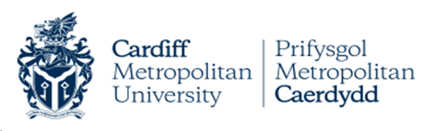 Cardiff
Metropolitan
University
Prifysgol
Metropolitan
Caerdydd